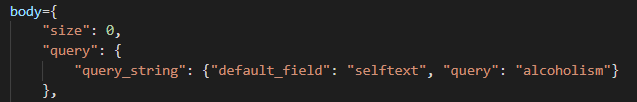 body={
"size": 0,
"query": {
"query_string": {"default_field": "selftext", "query": "alcoholism"}
},